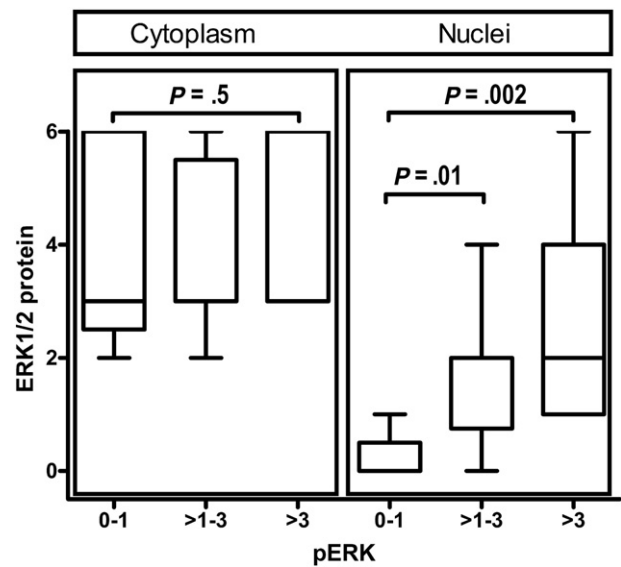 Cytoplasm Nuclei
P = .5 P = .002
P = .01
6
4
2
0
ERK1/2 protein
0-1 >1-3 >3 0-1 >1-3 >3
pERK